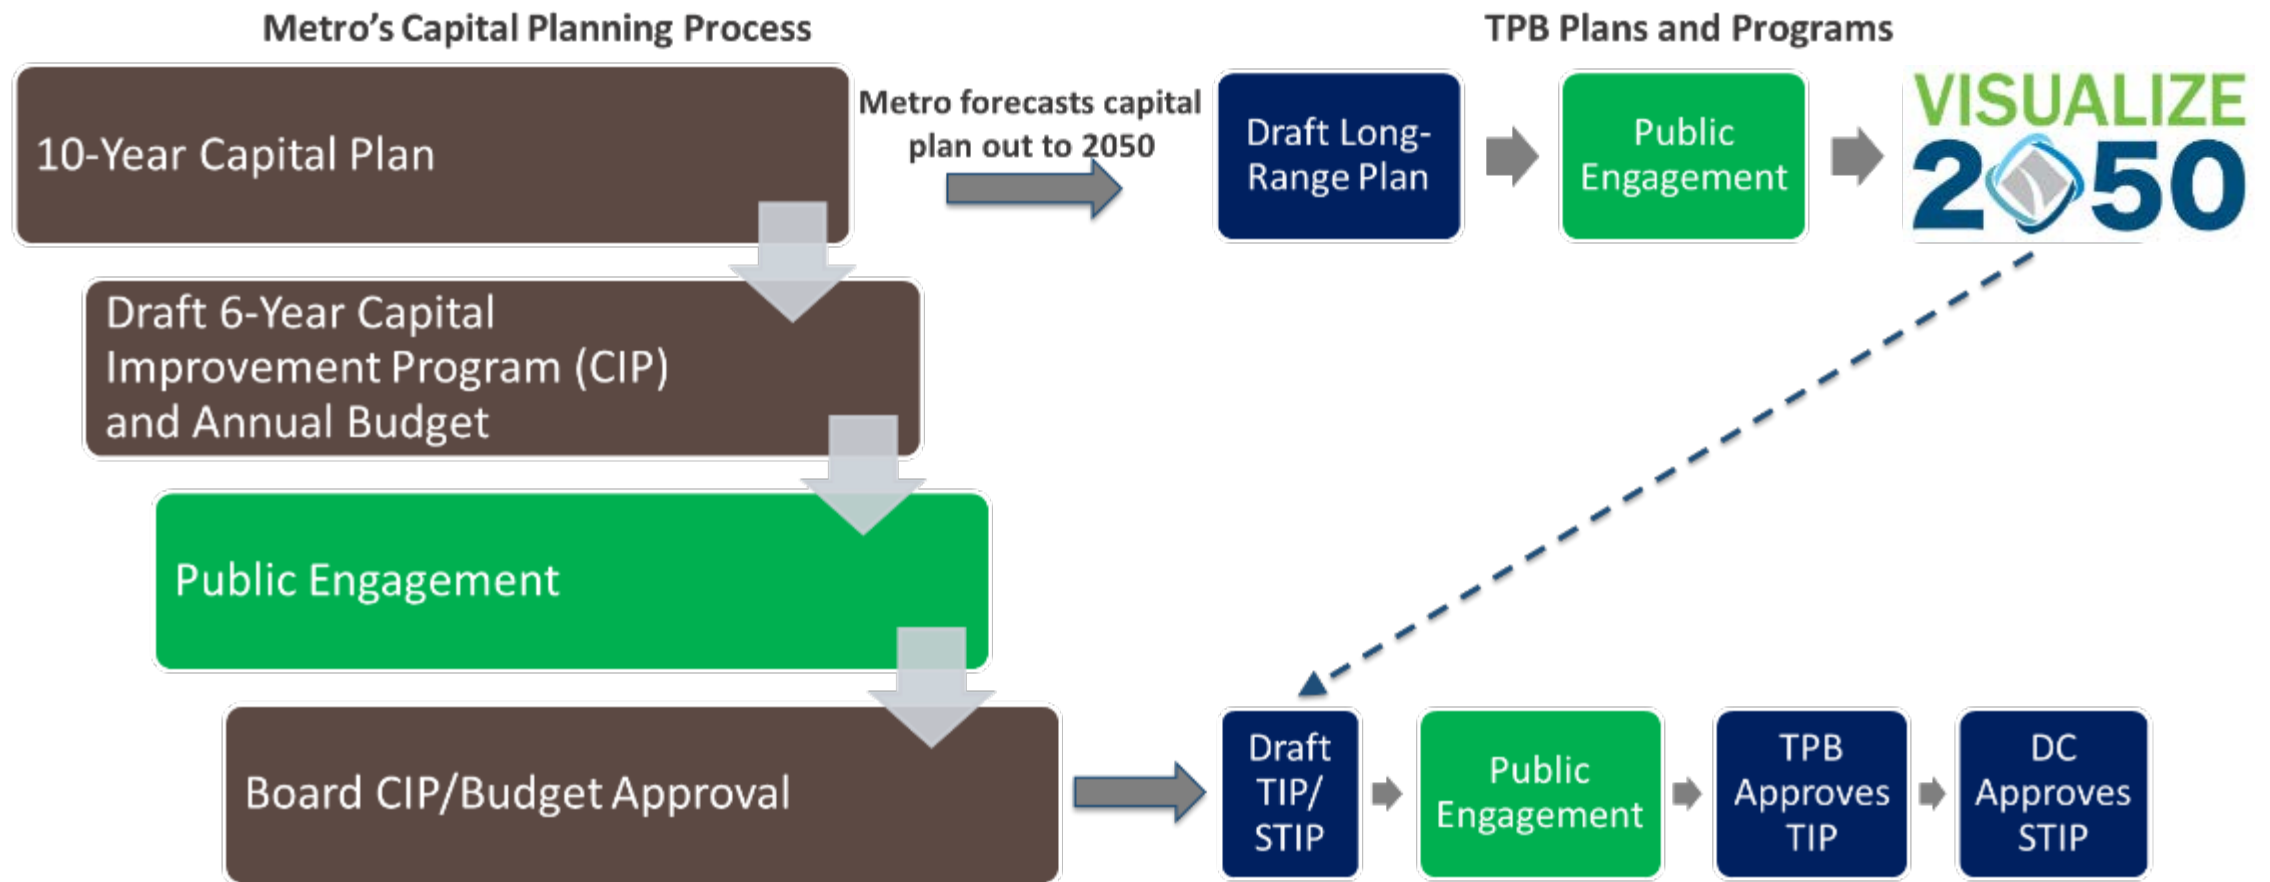 Metro's Capital Planning Process
10-Year Capital Plan
Draft 6-Year Capital
Improvement Program (CIP)
and Annual Budget
Public Engagement
Board CIP/Budget Approval
Metro forecasts capital
plan out to 2050
TPB Plans and Programs
Draft Long-
Range Plan
Public
Engagement
VISUALIZE
2050
Draft
TIP/
STIP
Public
Engagement
TPB
Approves
TIP
DC
Approves
STIP